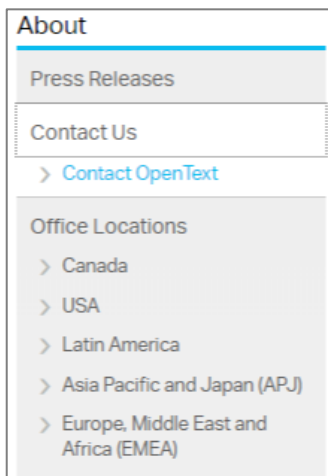 About
Press Releases
Contact Us
Contact OpenText
Office Locations
Canada
USA
Latin America
Asia Pacific and Japan (APJ)
Europe, Middle East and
Africa (EMEA)